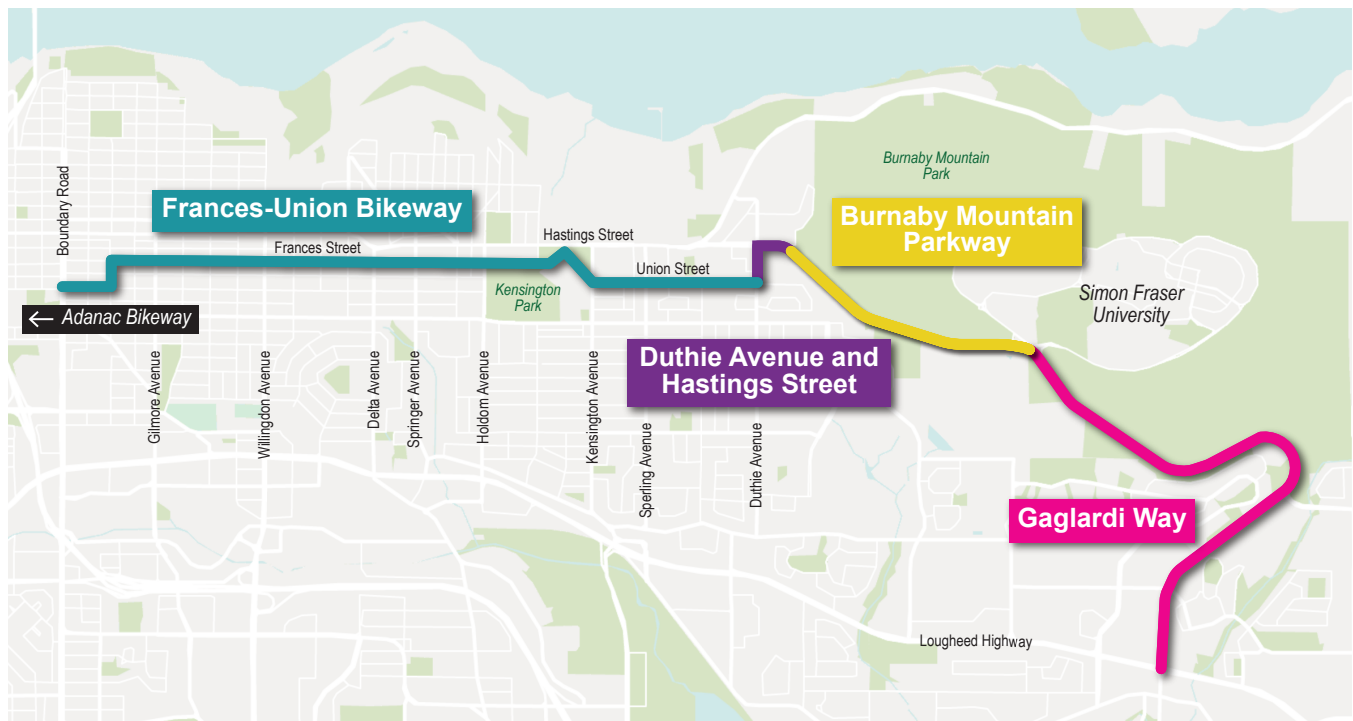 Burnaby Mountain
Park
Boundary Road
Frances-Union Bikeway
Burnaby Mountain
Parkway
Hastings Street
Frances Street
Union Street
Kensington
Park
Simon Fraser
University
← Adanac Bikeway
Duthie Avenue and
Hastings Street
Gilmore Avenue
Willingdon Avenue
Delta Avenue
Springer Avenue
Holdom Avenue
Kensington Avenue
Sperling Avenue
Duthie Avenue
Gaglardi Way
Lougheed Highway